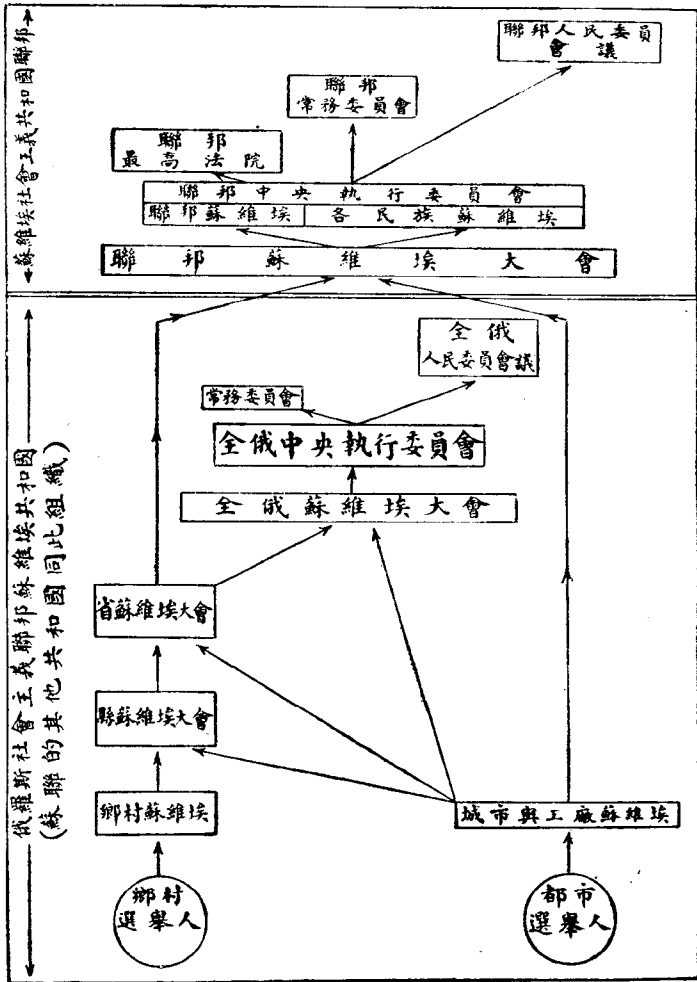 蘇維埃社會主義共和國聯邦
聯邦人民委員
會議
聯邦
常務委員會
聯邦
最高法院
聯邦中央執行委員會
聯邦蘇維埃
各民族蘇維埃
聯邦蘇維埃大會
俄羅斯社會主義聯邦蘇維埃共和國
(蘇聯的其他共和國同此組織)
全俄
人民委員會議
常務委員會
全俄中央執行委員會
全俄蘇維埃大會
省蘇維埃大會
縣蘇維埃大會
鄉村蘇維埃
城市與工廠蘇維埃
鄉村
選舉人
都市
選舉人